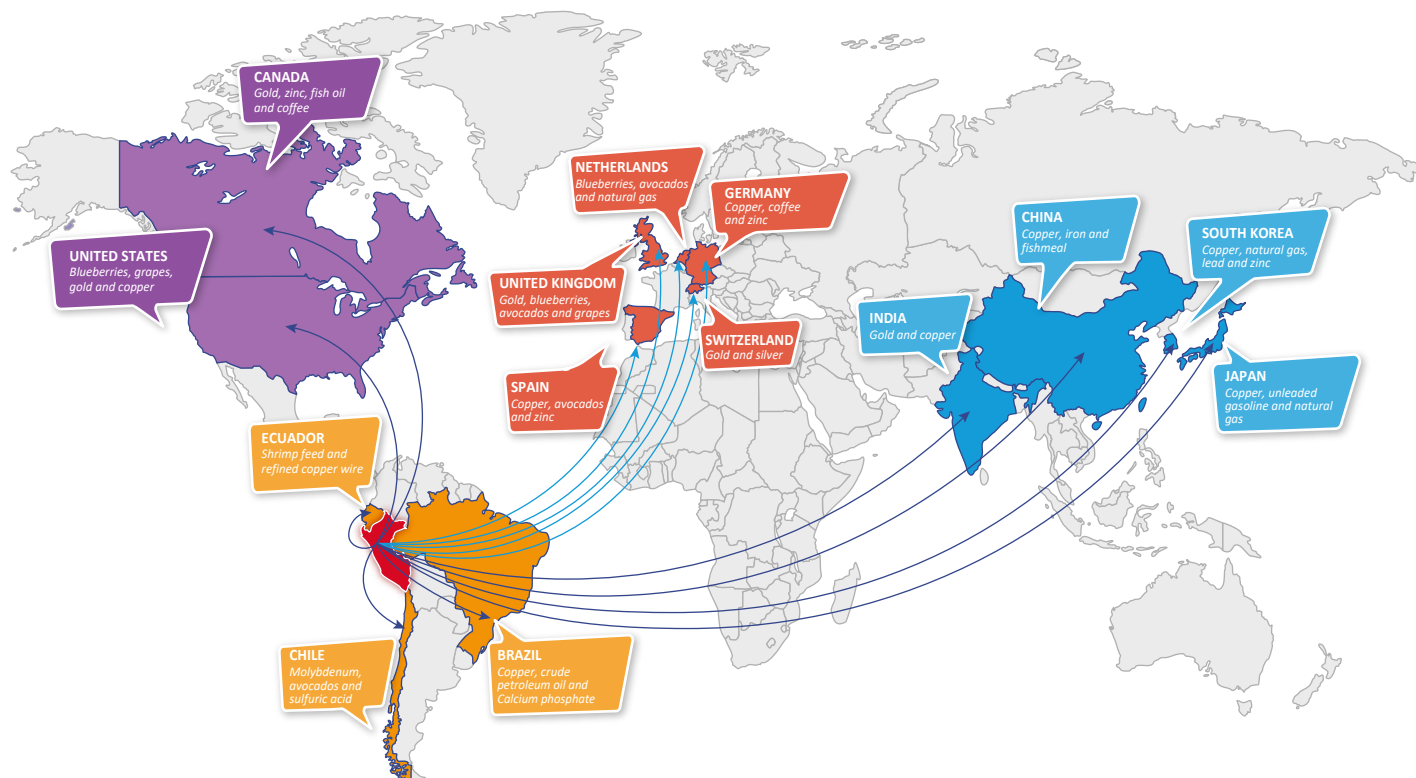 CANADA
Gold, zinc, fish oil
and coffee
UNITED STATES
Blueberries, grapes,
gold and copper
NETHERLANDS
Blueberries, avocados
and natural gas
GERMANY
Copper, coffee
and zinc
UNITED KINGDOM
Gold, blueberries,
avocados and grapes
SWITZERLAND
Gold and silver
SPAIN
Copper, avocados
and zinc
CHINA
Copper, iron and
fishmeal
SOUTH KOREA
Copper, natural gas,
lead and zinc
INDIA
Gold and copper
JAPAN
Copper, unleaded
gasoline and natural
gas
ECUADOR
Shrimp feed and
refined copper wire
CHILE
Molybdenum,
avocados and
sulfuric acid
BRAZIL
Copper, crude
petroleum oil and
Calcium phosphate